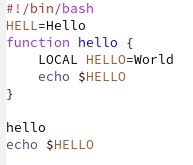 #!/bin/bash
HELL=Hello
function hello {
    LOCAL HELLO=World
    echo $HELLO
}

hello
echo $HELLO